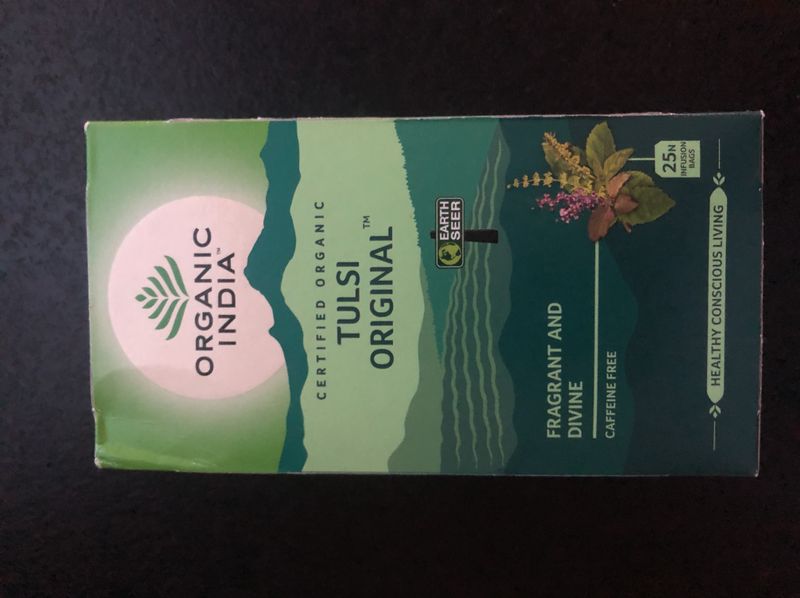 ORGANIC
INDIA™
CERTIFIED ORGANIC
TULSI
ORIGINAL™
EARTH
SEER
FRAGRANT AND
DIVINE
CAFFEINE FREE
25N
INFUSION
BAGS
HEALTHY CONSCIOUS LIVING